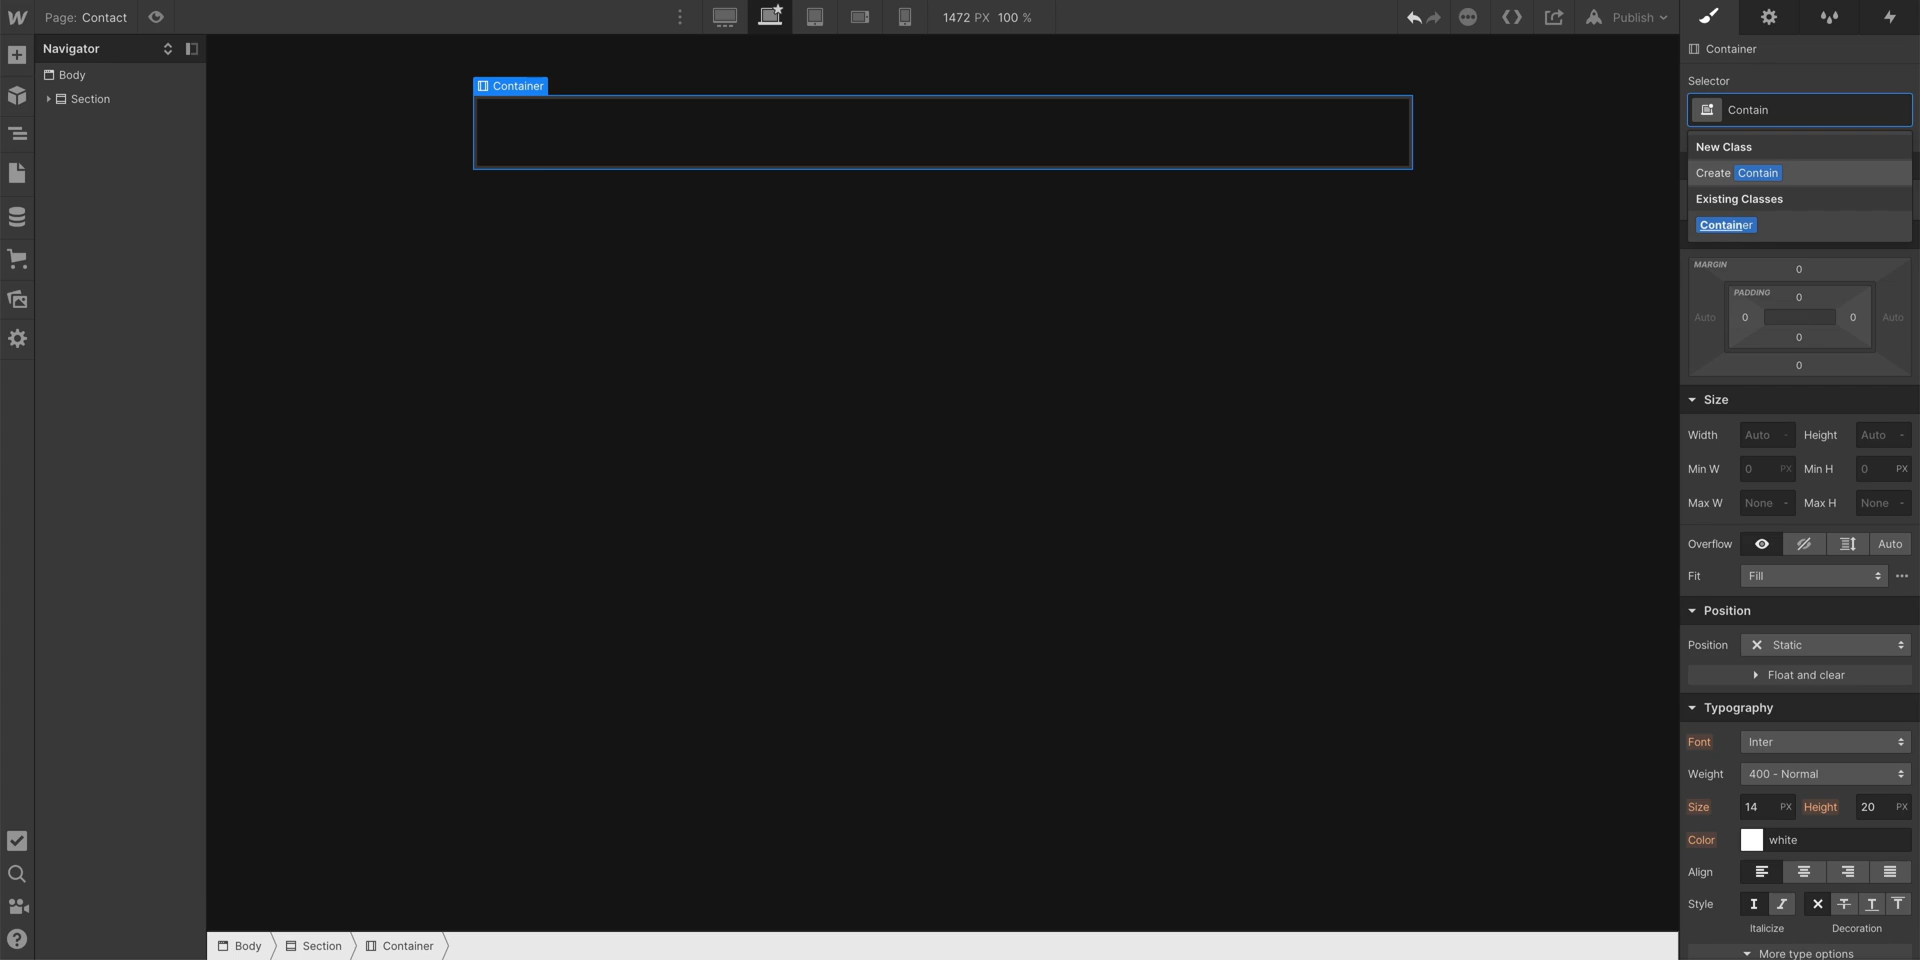 Page: Contact
1472 PX 100 %
Publish
Navigator
Body
Section
Container
Container
Selector
Contain
New Class
Create Contain
Existing Classes
Container
MARGIN
0
PADDING
0
Auto 0 0 Auto
0
0
Size
Width Auto - Height Auto -
Min W 0 PX Min H 0 PX
Max W None - Max H None -
Overflow Auto
Fit Fill
Position
Position Static
Float and clear
Typography
Font Inter
Weight 400 - Normal
Size 14 PX Height 20 PX
Color white
Align
Style
Italicize Decoration
More type options
Body Section Container